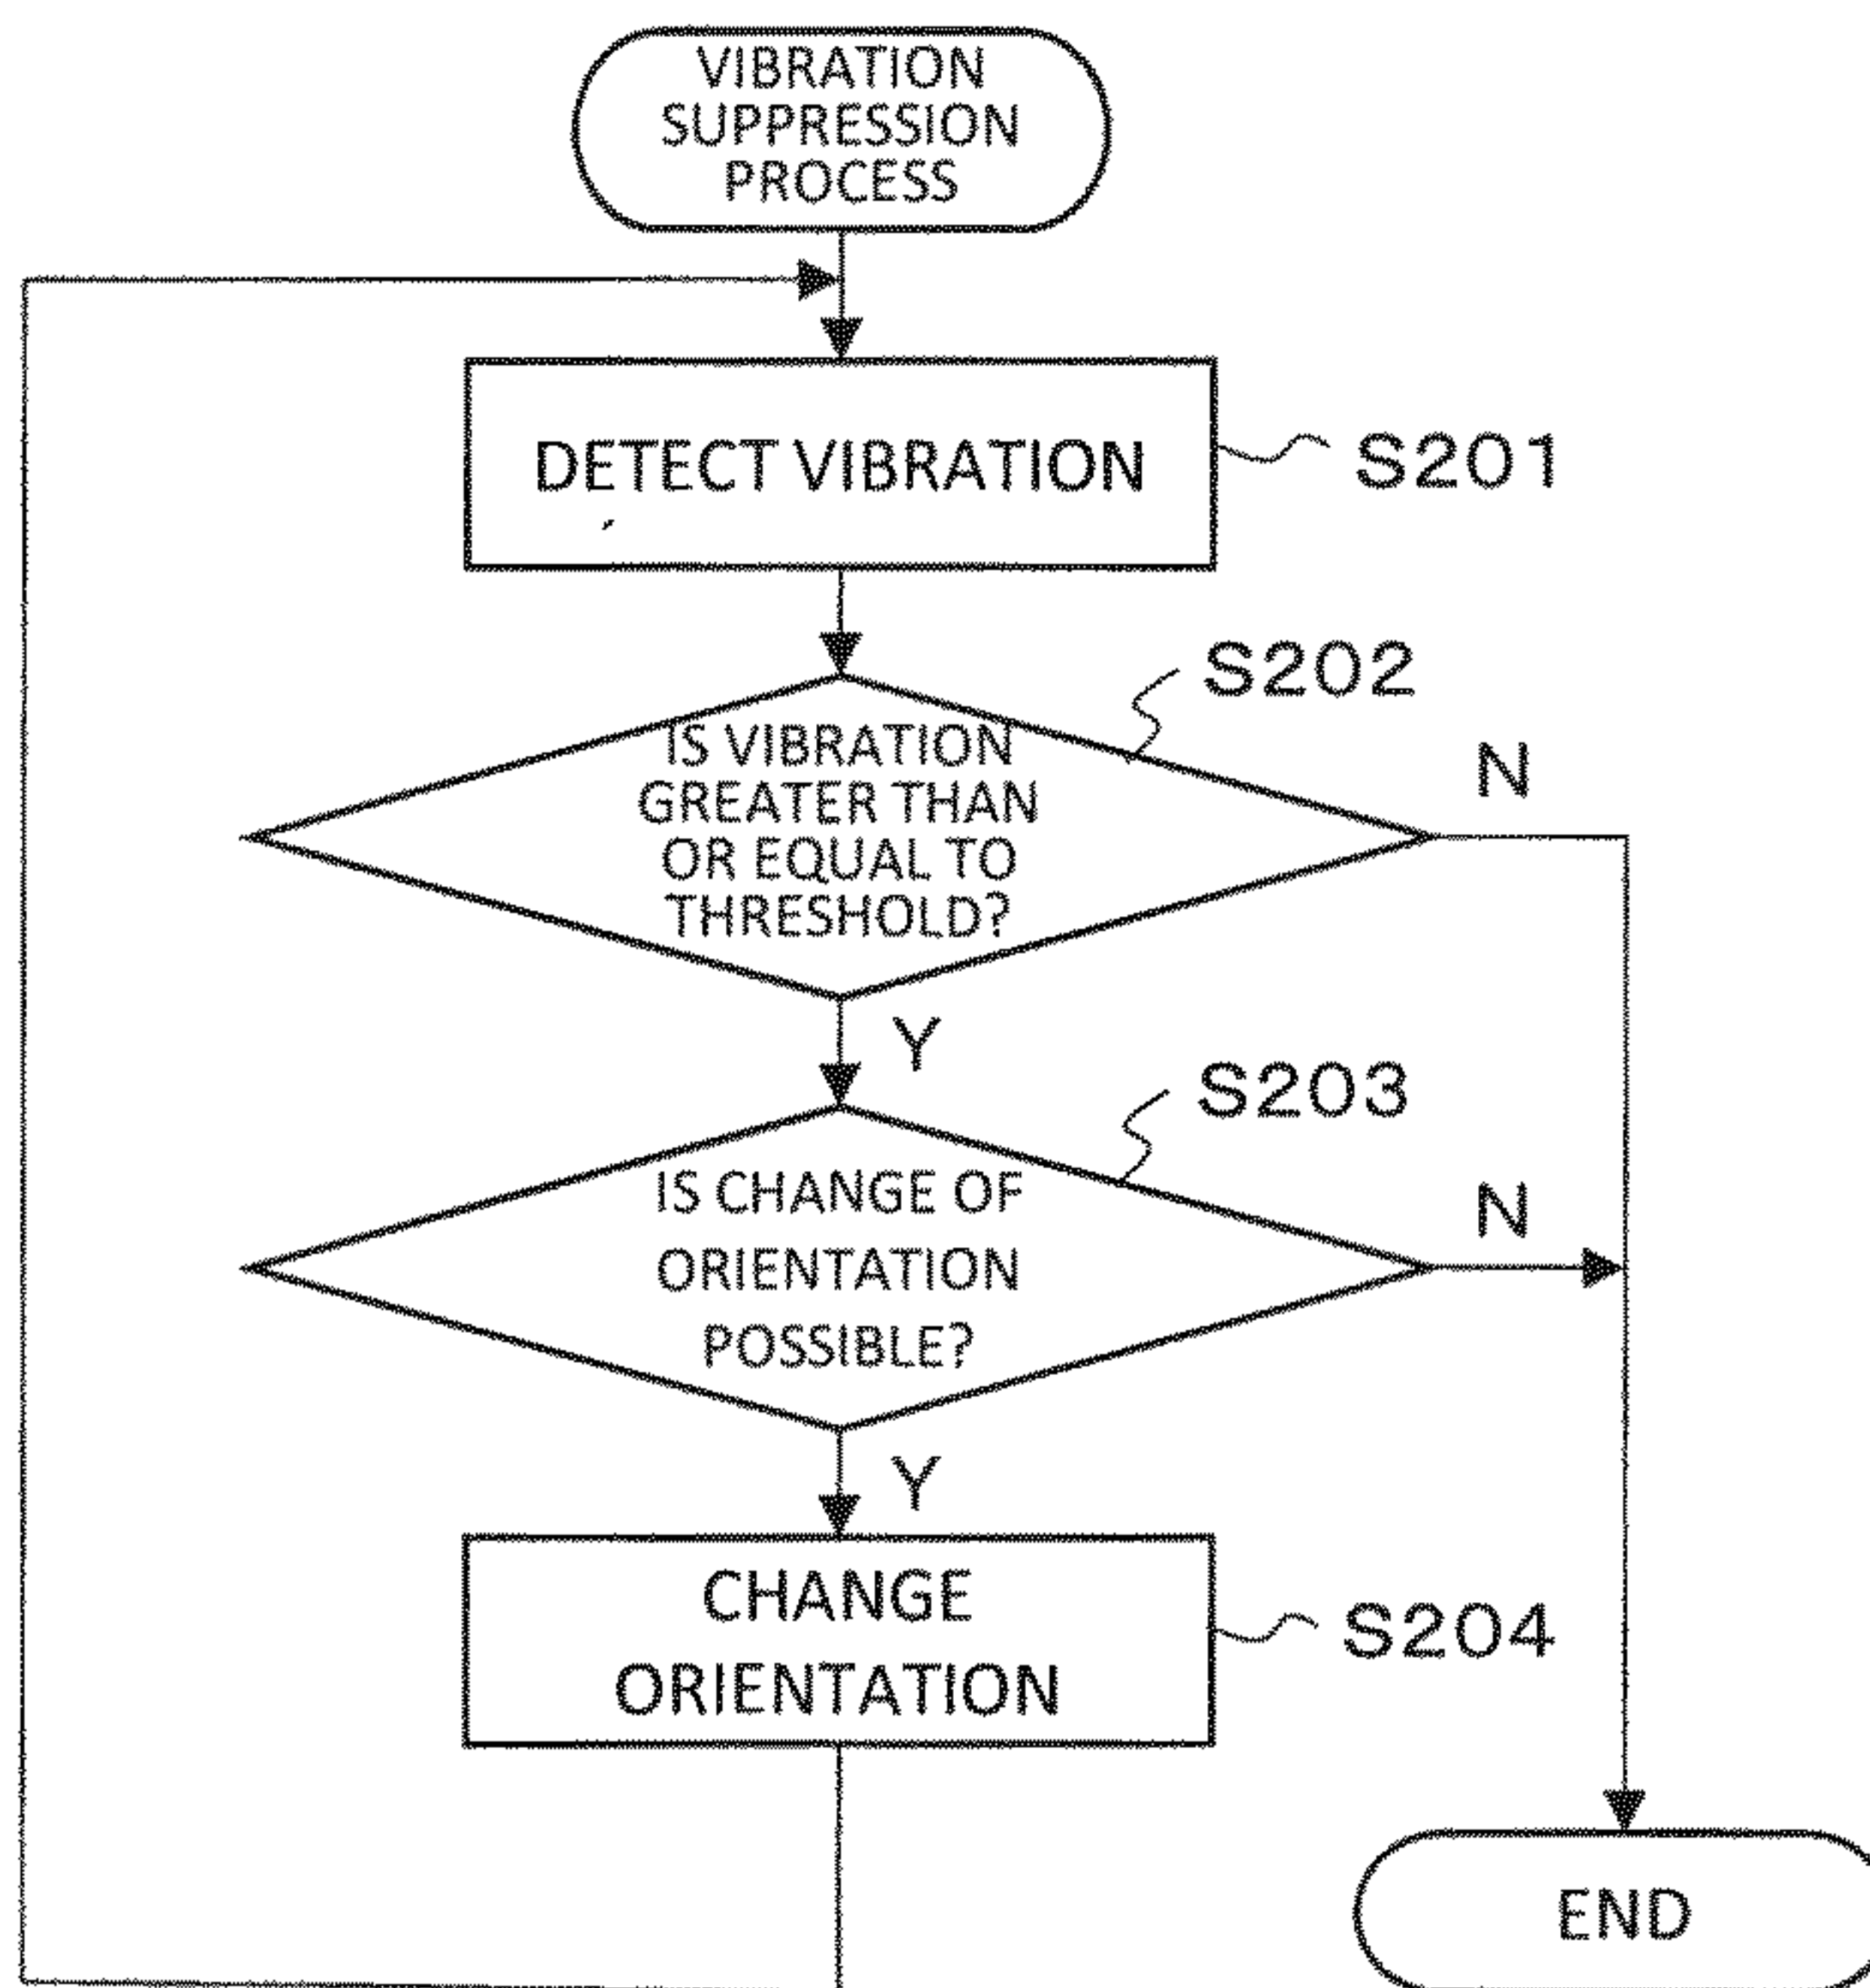 VIBRATION
SUPPRESSION
PROCESS
DETECT VIBRATION
S201
S202
IS VIBRATION
GREATER THAN
OR EQUAL TO
THRESHOLD?
N
Y
S203
IS CHANGE OF
ORIENTATION
POSSIBLE?
N
Y
CHANGE
ORIENTATION
S204
END